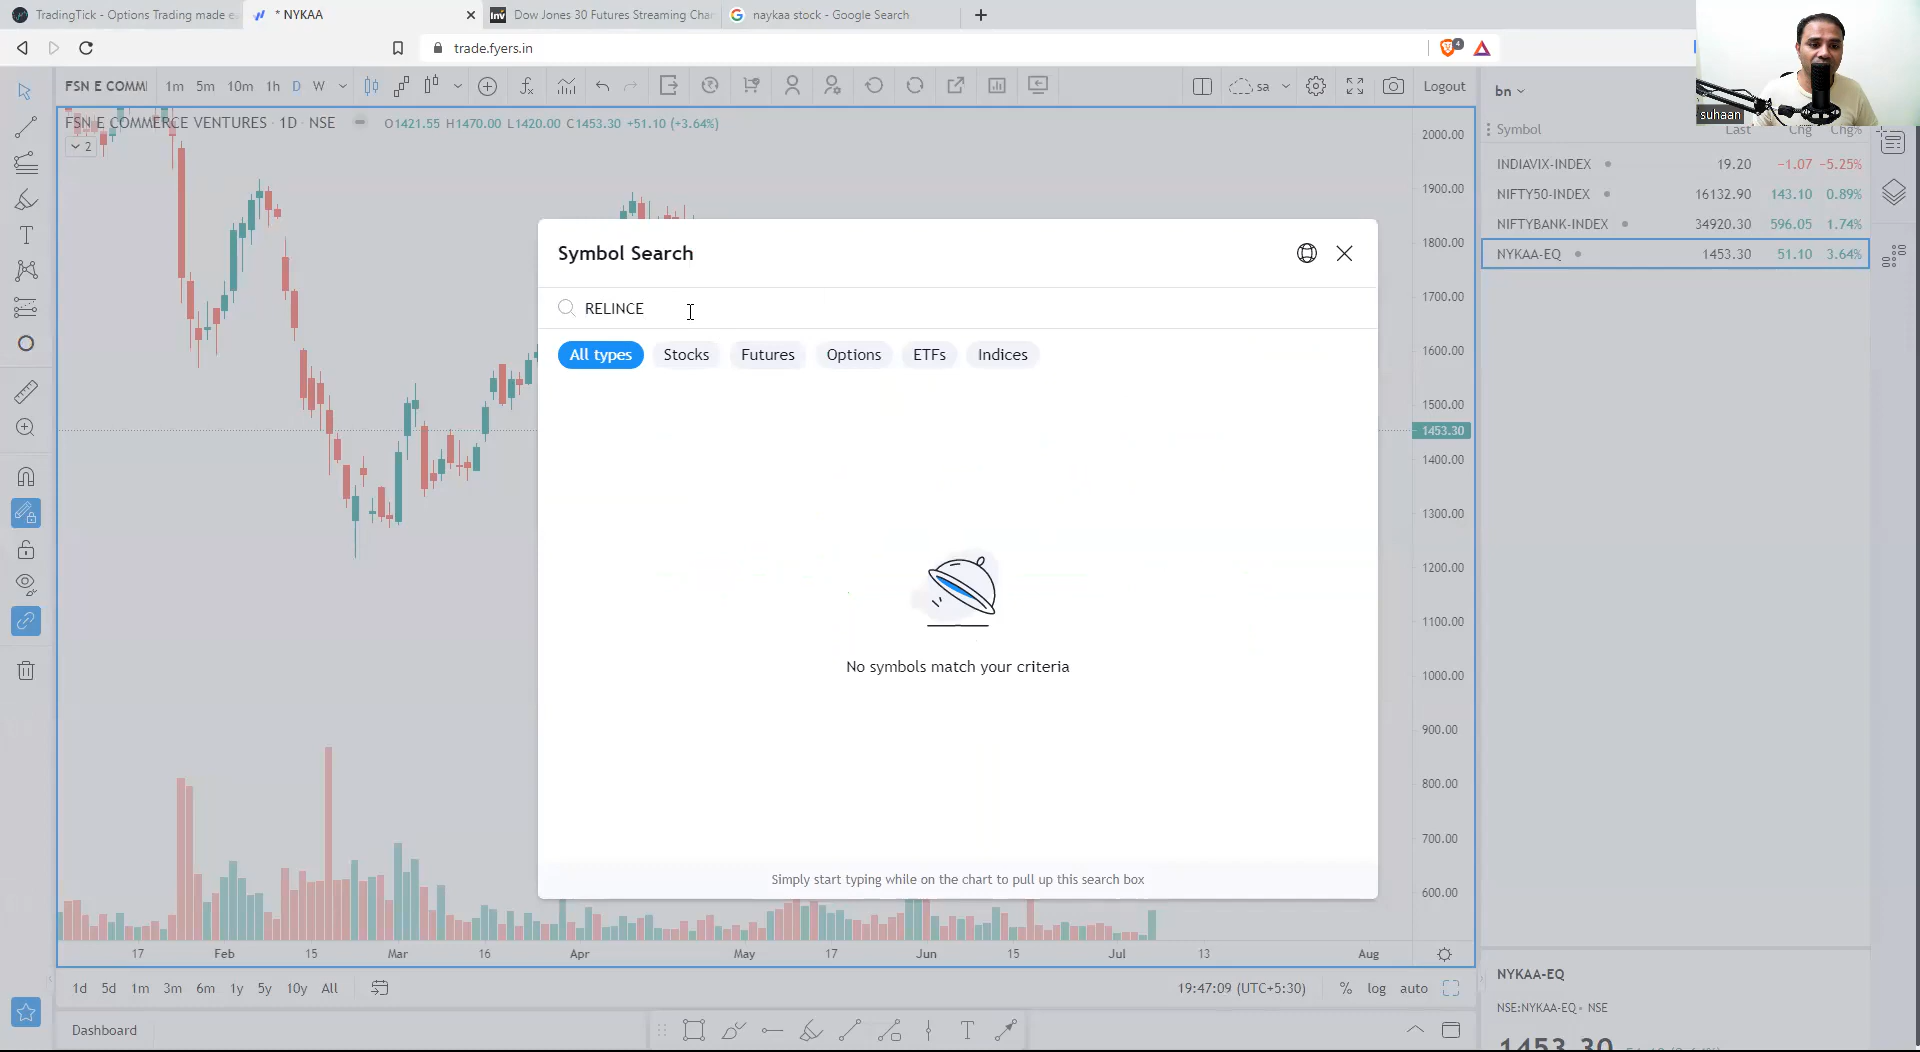 TradingTick - Options Trading made e
* NYKAA
Dow Jones 30 Futures Streaming Char
naykaa stock - Google Search
trade.fyers.in
4
FSN E COMMI
1m 5m 10m 1h D W
sa
Logout
bn
suhaan
FSN E COMMERCE VENTURES · 1D · NSE
O1421.55 H1470.00 L1420.00 C1453.30 +51.10 (+3.64%)
2
Symbol Last Chg Chg%
INDIAVIX-INDEX 19.20 −1.07 −5.25%
NIFTY50-INDEX 16132.90 143.10 0.89%
NIFTYBANK-INDEX 34920.30 596.05 1.74%
NYKAA-EQ 1453.30 51.10 3.64%
Symbol Search
RELINCE
All types Stocks Futures Options ETFs Indices
No symbols match your criteria
Simply start typing while on the chart to pull up this search box
2000.00
1900.00
1800.00
1700.00
1600.00
1500.00
1453.30
1400.00
1300.00
1200.00
1100.00
1000.00
900.00
800.00
700.00
600.00
17 Feb 15 Mar 16 Apr May 17 Jun 15 Jul 13 Aug
1d 5d 1m 3m 6m 1y 5y 10y All
19:47:09 (UTC+5:30) % log auto
Dashboard
NYKAA-EQ
NSE:NYKAA-EQ • NSE
1453.30